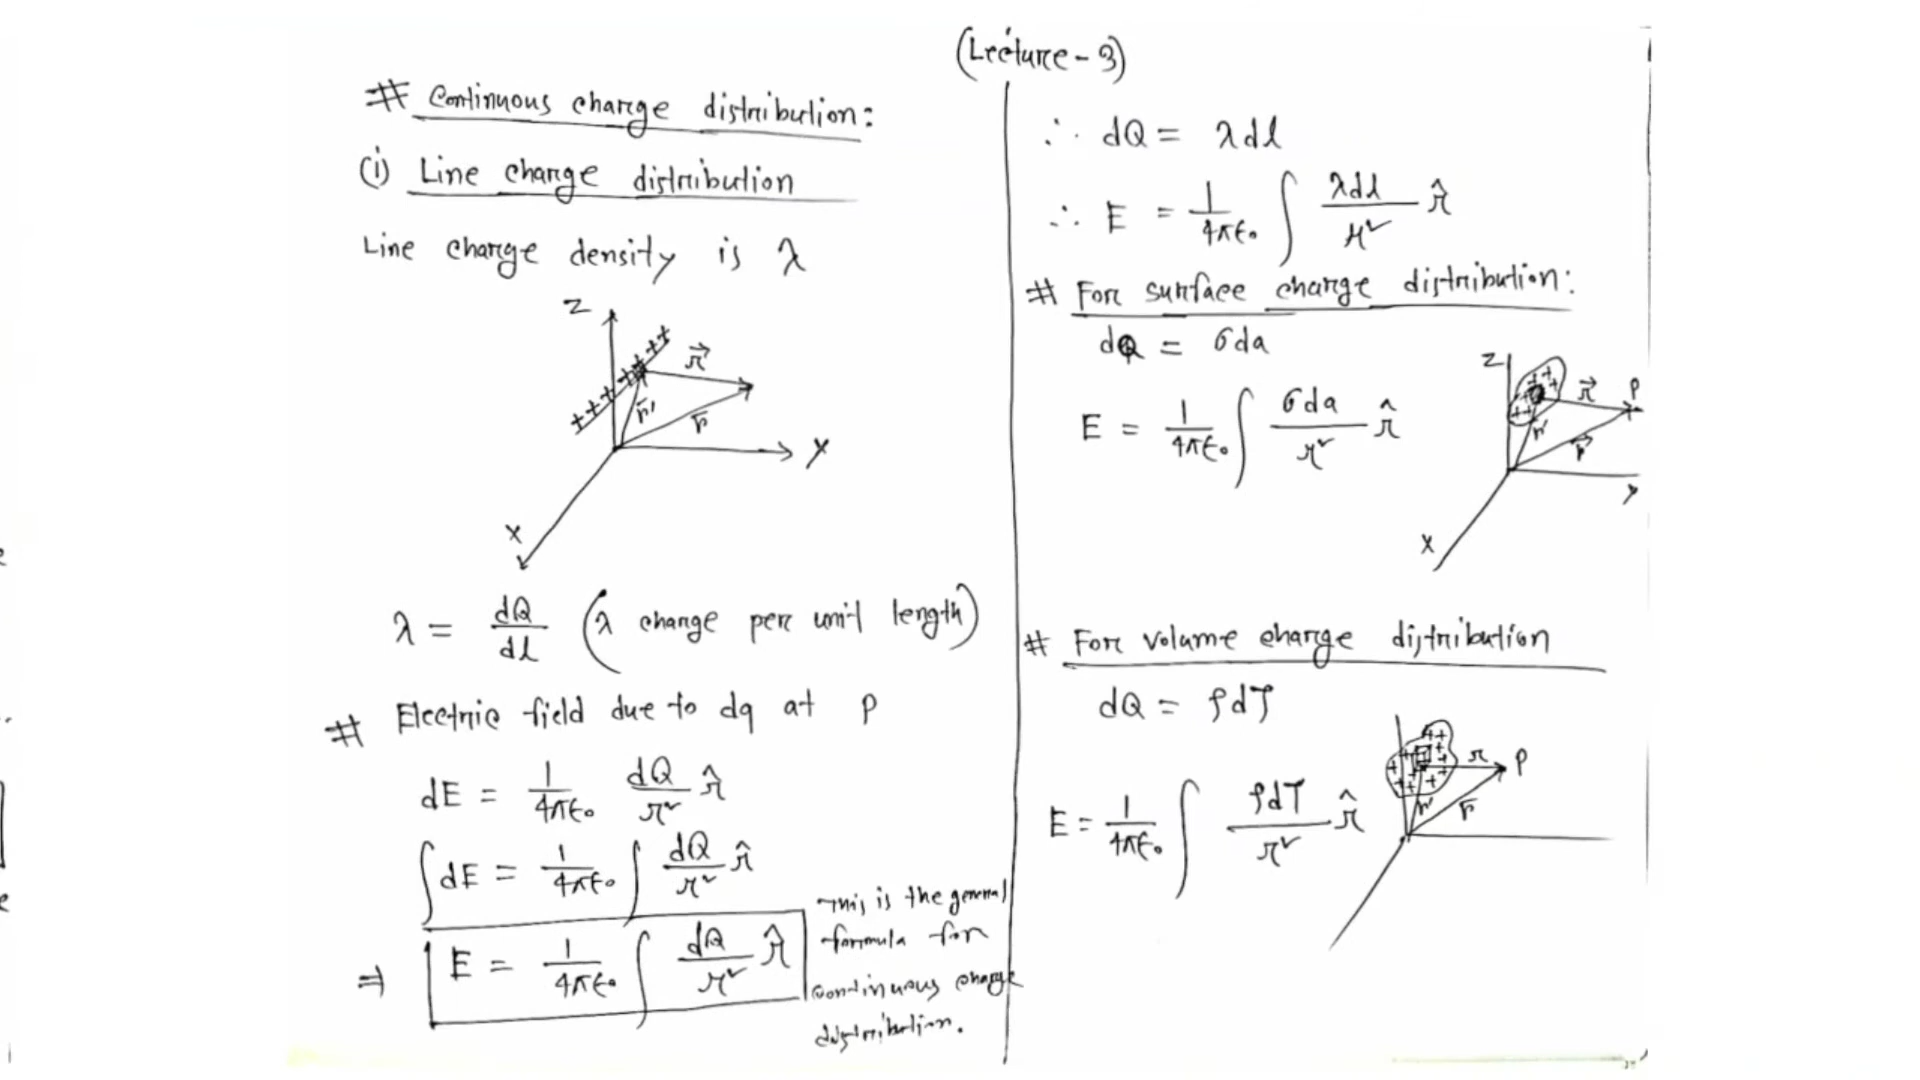 (Lecture - 3)
# Continuous charge distribution:
(i) Line charge distribution
Line charge density is λ
Z
𝓇⃗
r̄'
r̄
Y
X
λ = dQ/dl (λ charge per unit length)
# Electric field due to dq at P
dE = 1/4πε₀ dQ/𝓇² 𝓇̂
∫dE = 1/4πε₀ ∫ dQ/𝓇² 𝓇̂
⇒ E = 1/4πε₀ ∫ dQ/𝓇² 𝓇̂
This is the general
formula for
continuous charge
distribution.
∴ dQ = λdl
∴ E = 1/4πε₀ ∫ λdl/𝓇² 𝓇̂
# For surface charge distribution:
dQ = σda
E = 1/4πε₀ ∫ σda/𝓇² 𝓇̂
Z
𝓇⃗
P
r'
r⃗
y
X
# For volume charge distribution
dQ = ρdτ
E = 1/4πε₀ ∫ ρdτ/𝓇² 𝓇̂
𝓇
P
r'
r̄